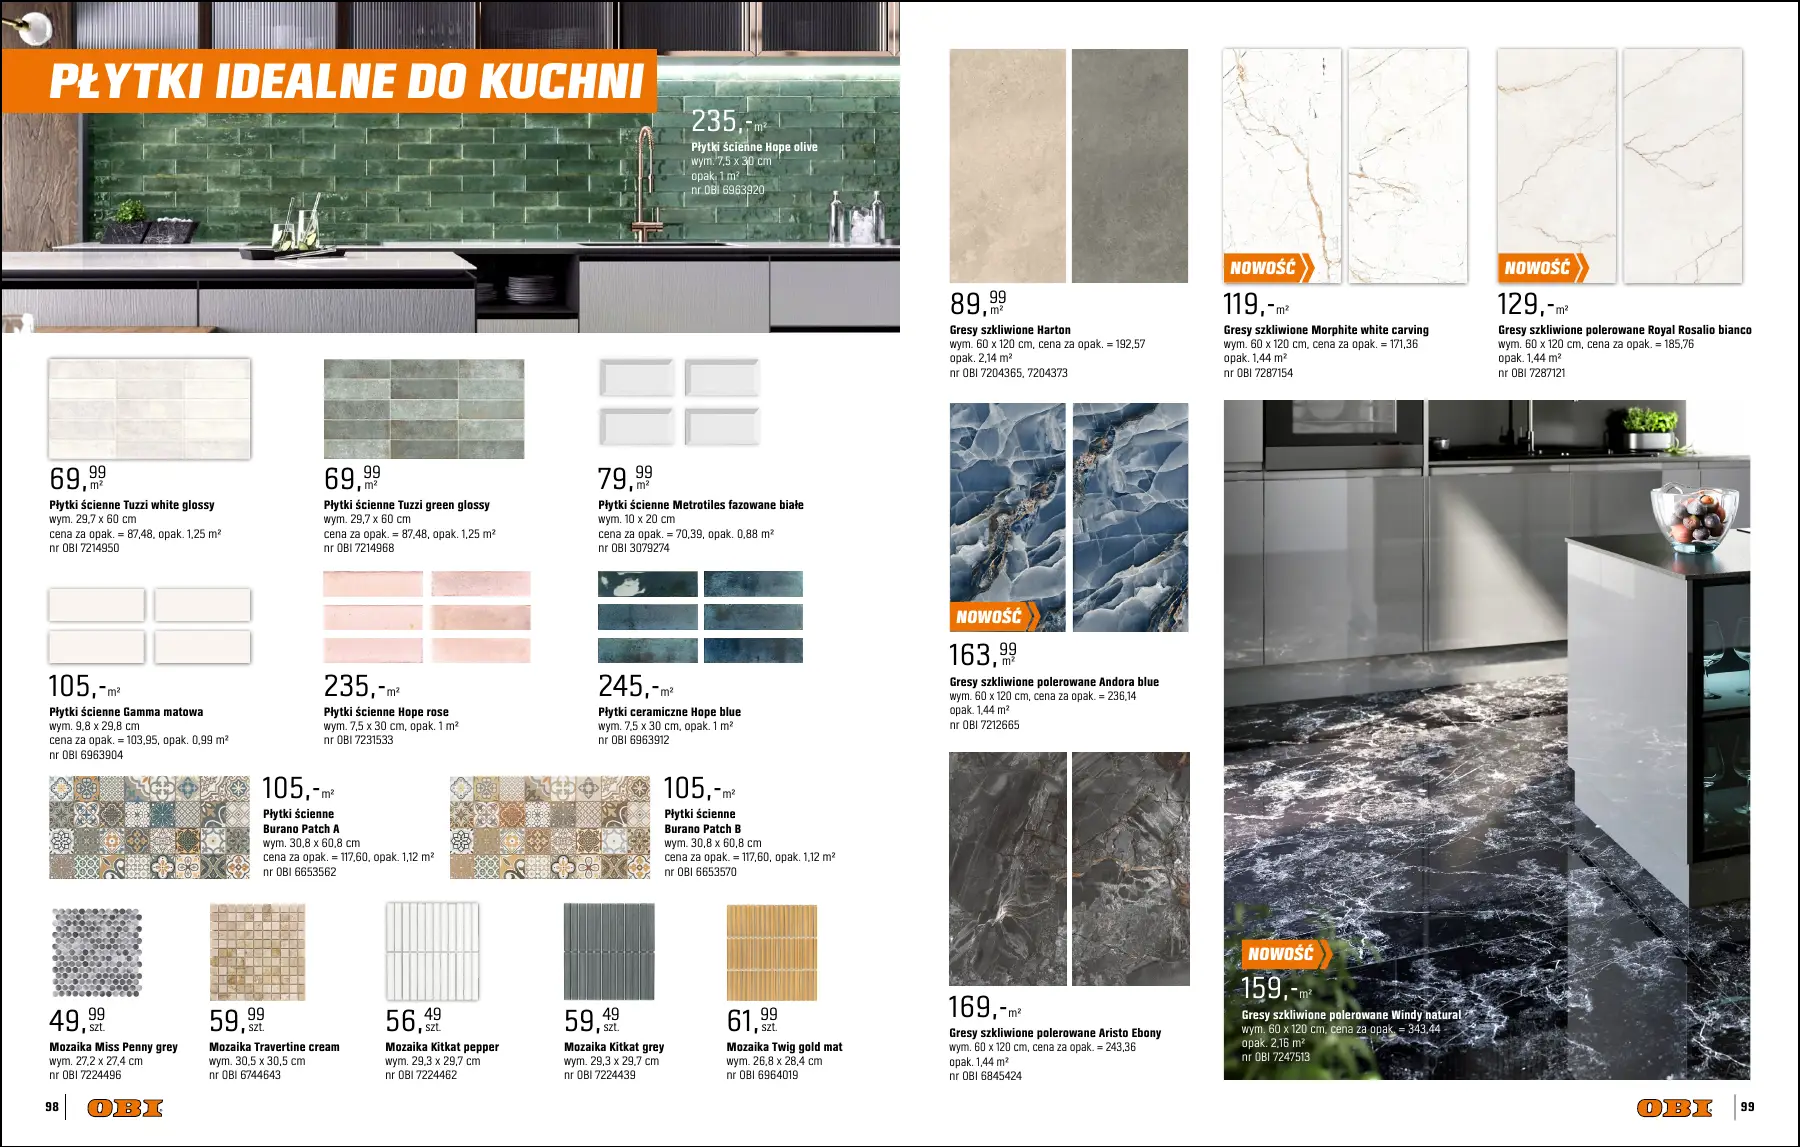 PŁYTKI IDEALNE DO KUCHNI
235,- m²
Płytki ścienne Hope olive
wym. 7,5 x 30 cm
opak. 1 m²
nr OBI 6963920
69,99 m²
Płytki ścienne Tuzzi white glossy
wym. 29,7 x 60 cm
cena za opak. = 87,48, opak. 1,25 m²
nr OBI 7214950
69,99 m²
Płytki ścienne Tuzzi green glossy
wym. 29,7 x 60 cm
cena za opak. = 87,48, opak. 1,25 m²
nr OBI 7214968
79,99 m²
Płytki ścienne Metrotiles fazowane białe
wym. 10 x 20 cm
cena za opak. = 70,39, opak. 0,88 m²
nr OBI 3079274
105,- m²
Płytki ścienne Gamma matowa
wym. 9,8 x 29,8 cm
cena za opak. = 103,95, opak. 0,99 m²
nr OBI 6963904
235,- m²
Płytki ścienne Hope rose
wym. 7,5 x 30 cm, opak. 1 m²
nr OBI 7231533
245,- m²
Płytki ceramiczne Hope blue
wym. 7,5 x 30 cm, opak. 1 m²
nr OBI 6963912
105,- m²
Płytki ścienne
Burano Patch A
wym. 30,8 x 60,8 cm
cena za opak. = 117,60, opak. 1,12 m²
nr OBI 6653562
105,- m²
Płytki ścienne
Burano Patch B
wym. 30,8 x 60,8 cm
cena za opak. = 117,60, opak. 1,12 m²
nr OBI 6653570
49,99 szt.
Mozaika Miss Penny grey
wym. 27,2 x 27,4 cm
nr OBI 7224496
59,99 szt.
Mozaika Travertine cream
wym. 30,5 x 30,5 cm
nr OBI 6744643
56,49 szt.
Mozaika Kitkat pepper
wym. 29,3 x 29,7 cm
nr OBI 7224462
59,49 szt.
Mozaika Kitkat grey
wym. 29,3 x 29,7 cm
nr OBI 7224439
61,99 szt.
Mozaika Twig gold mat
wym. 26,8 x 28,4 cm
nr OBI 6964019
98
OBI
89,99 m²
Gresy szkliwione Harton
wym. 60 x 120 cm, cena za opak. = 192,57
opak. 2,14 m²
nr OBI 7204365, 7204373
NOWOŚĆ
119,- m²
Gresy szkliwione Morphite white carving
wym. 60 x 120 cm, cena za opak. = 171,36
opak. 1,44 m²
nr OBI 7287154
NOWOŚĆ
129,- m²
Gresy szkliwione polerowane Royal Rosalio bianco
wym. 60 x 120 cm, cena za opak. = 185,76
opak. 1,44 m²
nr OBI 7287121
NOWOŚĆ
163,99 m²
Gresy szkliwione polerowane Andora blue
wym. 60 x 120 cm, cena za opak. = 236,14
opak. 1,44 m²
nr OBI 7212665
169,- m²
Gresy szkliwione polerowane Aristo Ebony
wym. 60 x 120 cm, cena za opak. = 243,36
opak. 1,44 m²
nr OBI 6845424
NOWOŚĆ
159,- m²
Gresy szkliwione polerowane Windy natural
wym. 60 x 120 cm, cena za opak. = 343,44
opak. 2,16 m²
nr OBI 7247513
OBI
99